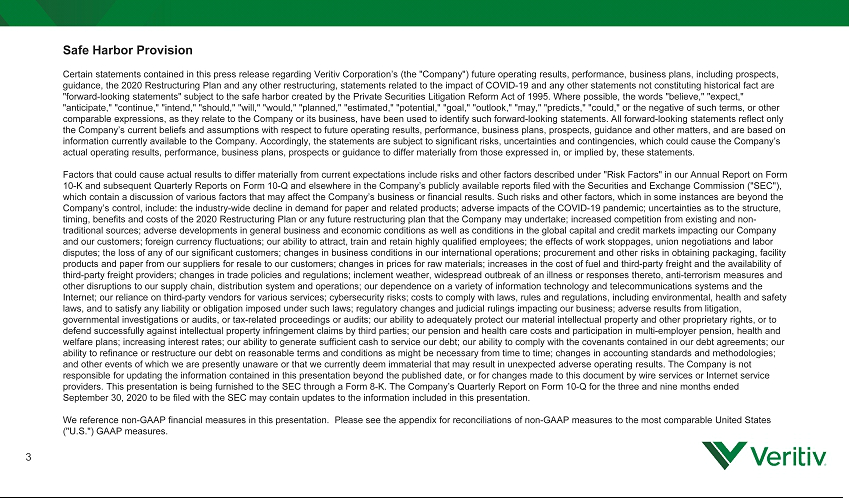 Safe Harbor Provision
Certain statements contained in this press release regarding Veritiv Corporation's (the "Company") future operating results, performance, business plans, including prospects,
guidance, the 2020 Restructuring Plan and any other restructuring, statements related to the impact of COVID-19 and any other statements not constituting historical fact are
"forward-looking statements" subject to the safe harbor created by the Private Securities Litigation Reform Act of 1995. Where possible, the words "believe," "expect,"
"anticipate," "continue," "intend," "should," "will," "would," "planned," "estimated," "potential," "goal," "outlook," "may," "predicts," "could," or the negative of such terms, or other
comparable expressions, as they relate to the Company or its business, have been used to identify such forward-looking statements. All forward-looking statements reflect only
the Company's current beliefs and assumptions with respect to future operating results, performance, business plans, prospects, guidance and other matters, and are based on
information currently available to the Company. Accordingly, the statements are subject to significant risks, uncertainties and contingencies, which could cause the Company's
actual operating results, performance, business plans, prospects or guidance to differ materially from those expressed in, or implied by, these statements.
Factors that could cause actual results to differ materially from current expectations include risks and other factors described under "Risk Factors" in our Annual Report on Form
10-K and subsequent Quarterly Reports on Form 10-Q and elsewhere in the Company's publicly available reports filed with the Securities and Exchange Commission ("SEC"),
which contain a discussion of various factors that may affect the Company's business or financial results. Such risks and other factors, which in some instances are beyond the
Company's control, include: the industry-wide decline in demand for paper and related products; adverse impacts of the COVID-19 pandemic; uncertainties as to the structure,
timing, benefits and costs of the 2020 Restructuring Plan or any future restructuring plan that the Company may undertake; increased competition from existing and non-
traditional sources; adverse developments in general business and economic conditions as well as conditions in the global capital and credit markets impacting our Company
and our customers; foreign currency fluctuations; our ability to attract, train and retain highly qualified employees; the effects of work stoppages, union negotiations and labor
disputes; the loss of any of our significant customers; changes in business conditions in our international operations; procurement and other risks in obtaining packaging, facility
products and paper from our suppliers for resale to our customers; changes in prices for raw materials; increases in the cost of fuel and third-party freight and the availability of
third-party freight providers; changes in trade policies and regulations; inclement weather, widespread outbreak of an illness or responses thereto, anti-terrorism measures and
other disruptions to our supply chain, distribution system and operations; our dependence on a variety of information technology and telecommunications systems and the
Internet; our reliance on third-party vendors for various services; cybersecurity risks; costs to comply with laws, rules and regulations, including environmental, health and safety
laws, and to satisfy any liability or obligation imposed under such laws; regulatory changes and judicial rulings impacting our business; adverse results from litigation,
governmental investigations or audits, or tax-related proceedings or audits; our ability to adequately protect our material intellectual property and other proprietary rights, or to
defend successfully against intellectual property infringement claims by third parties; our pension and health care costs and participation in multi-employer pension, health and
welfare plans; increasing interest rates; our ability to generate sufficient cash to service our debt; our ability to comply with the covenants contained in our debt agreements; our
ability to refinance or restructure our debt on reasonable terms and conditions as might be necessary from time to time; changes in accounting standards and methodologies;
and other events of which we are presently unaware or that we currently deem immaterial that may result in unexpected adverse operating results. The Company is not
responsible for updating the information contained in this presentation beyond the published date, or for changes made to this document by wire services or Internet service
providers. This presentation is being furnished to the SEC through a Form 8-K. The Company's Quarterly Report on Form 10-Q for the three and nine months ended
September 30, 2020 to be filed with the SEC may contain updates to the information included in this presentation.
We reference non-GAAP financial measures in this presentation. Please see the appendix for reconciliations of non-GAAP measures to the most comparable United States
("U.S.") GAAP measures.
3
Veritiv